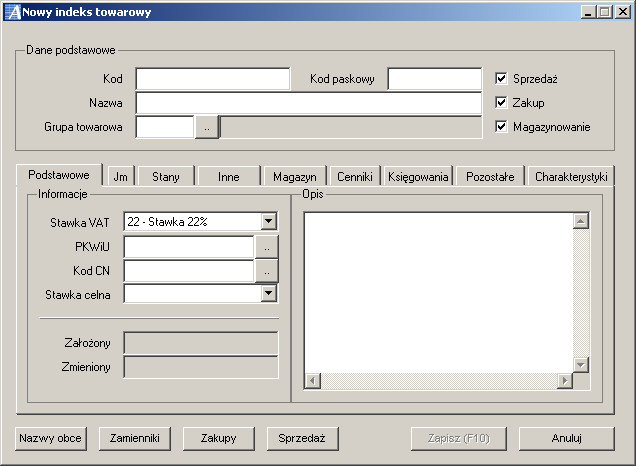 Nowy indeks towarowy
Dane podstawowe
Kod
Kod paskowy
Sprzedaż
Nazwa
Zakup
Grupa towarowa
..
Magazynowanie
Podstawowe Jm Stany Inne Magazyn Cenniki Księgowania Pozostałe Charakterystyki
Informacje
Stawka VAT
22 - Stawka 22%
PKWiU
..
Kod CN
..
Stawka celna
Założony
Zmieniony
Opis
Nazwy obce Zamienniki Zakupy Sprzedaż Zapisz (F10) Anuluj